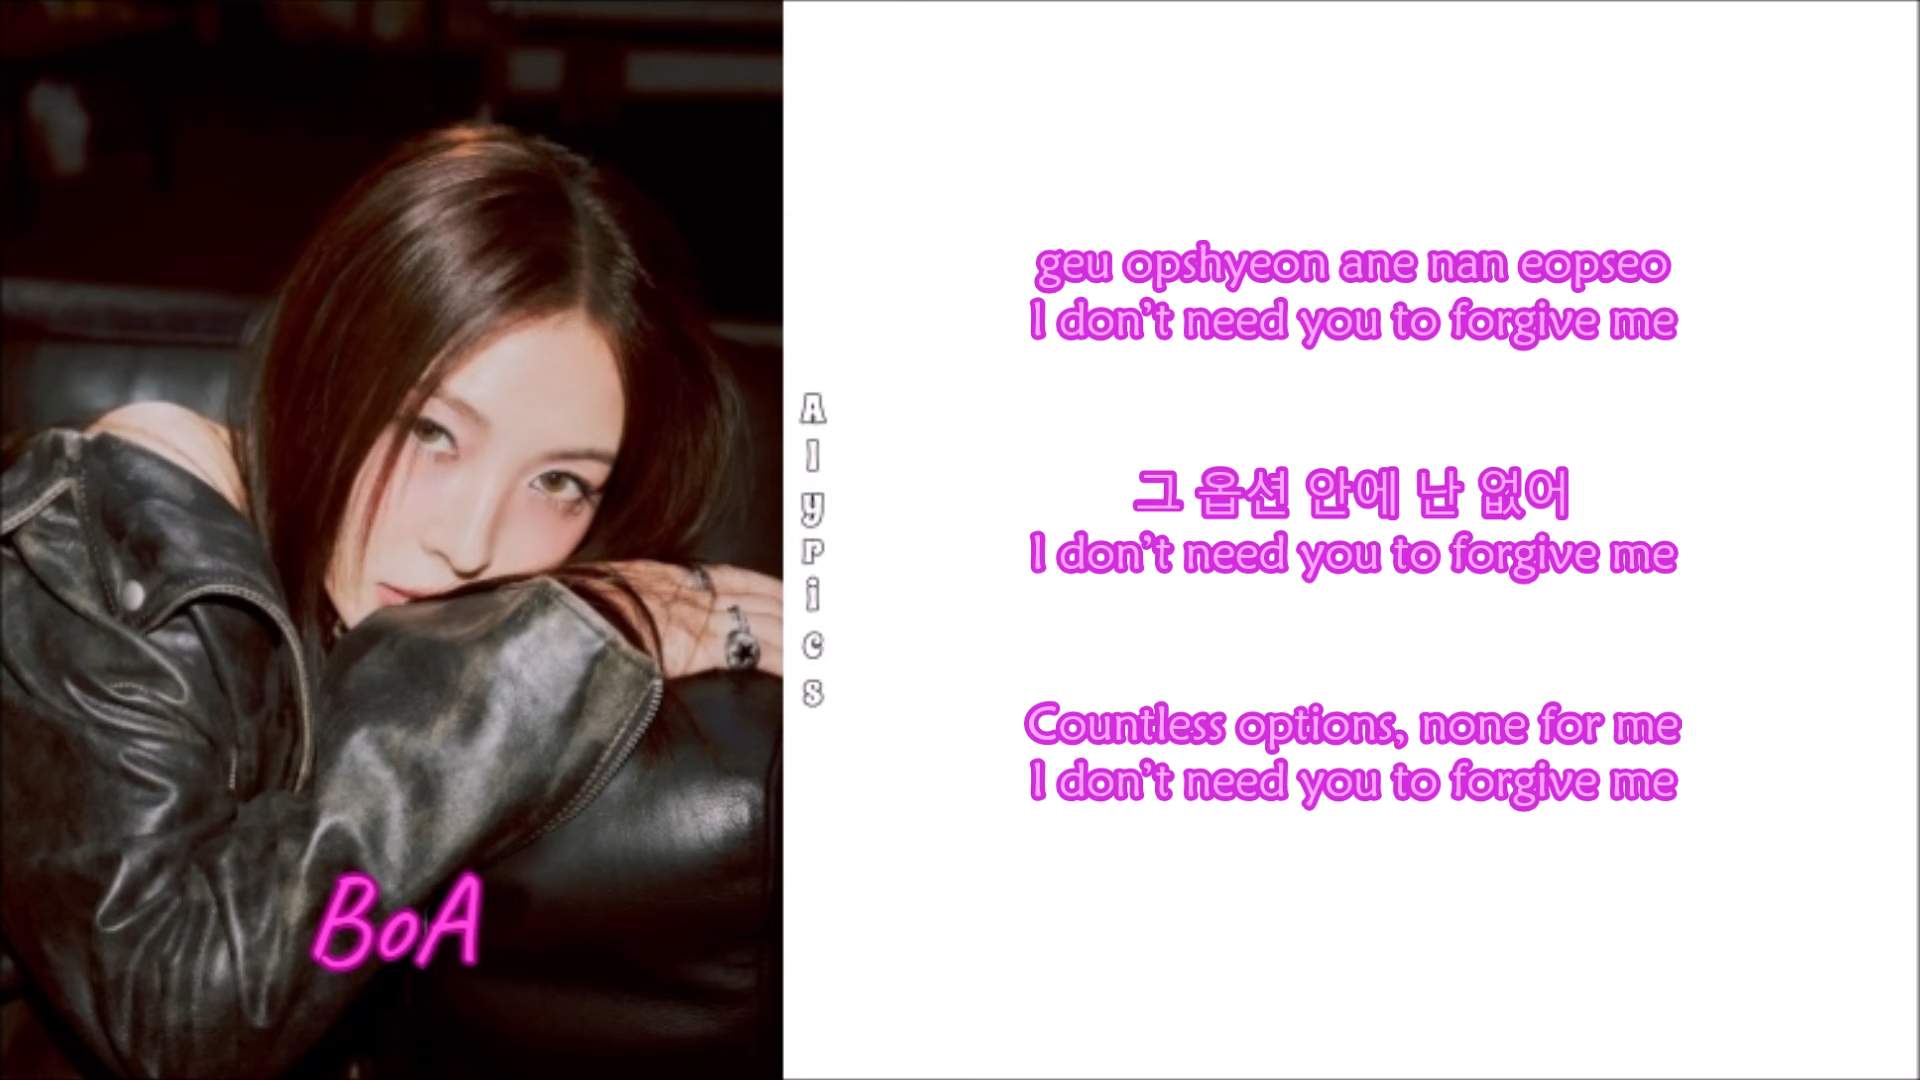 BoA
Alypics
geu opshyeon ane nan eopseo
I don't need you to forgive me
그 옵션 안에 난 없어
I don't need you to forgive me
Countless options, none for me
I don't need you to forgive me